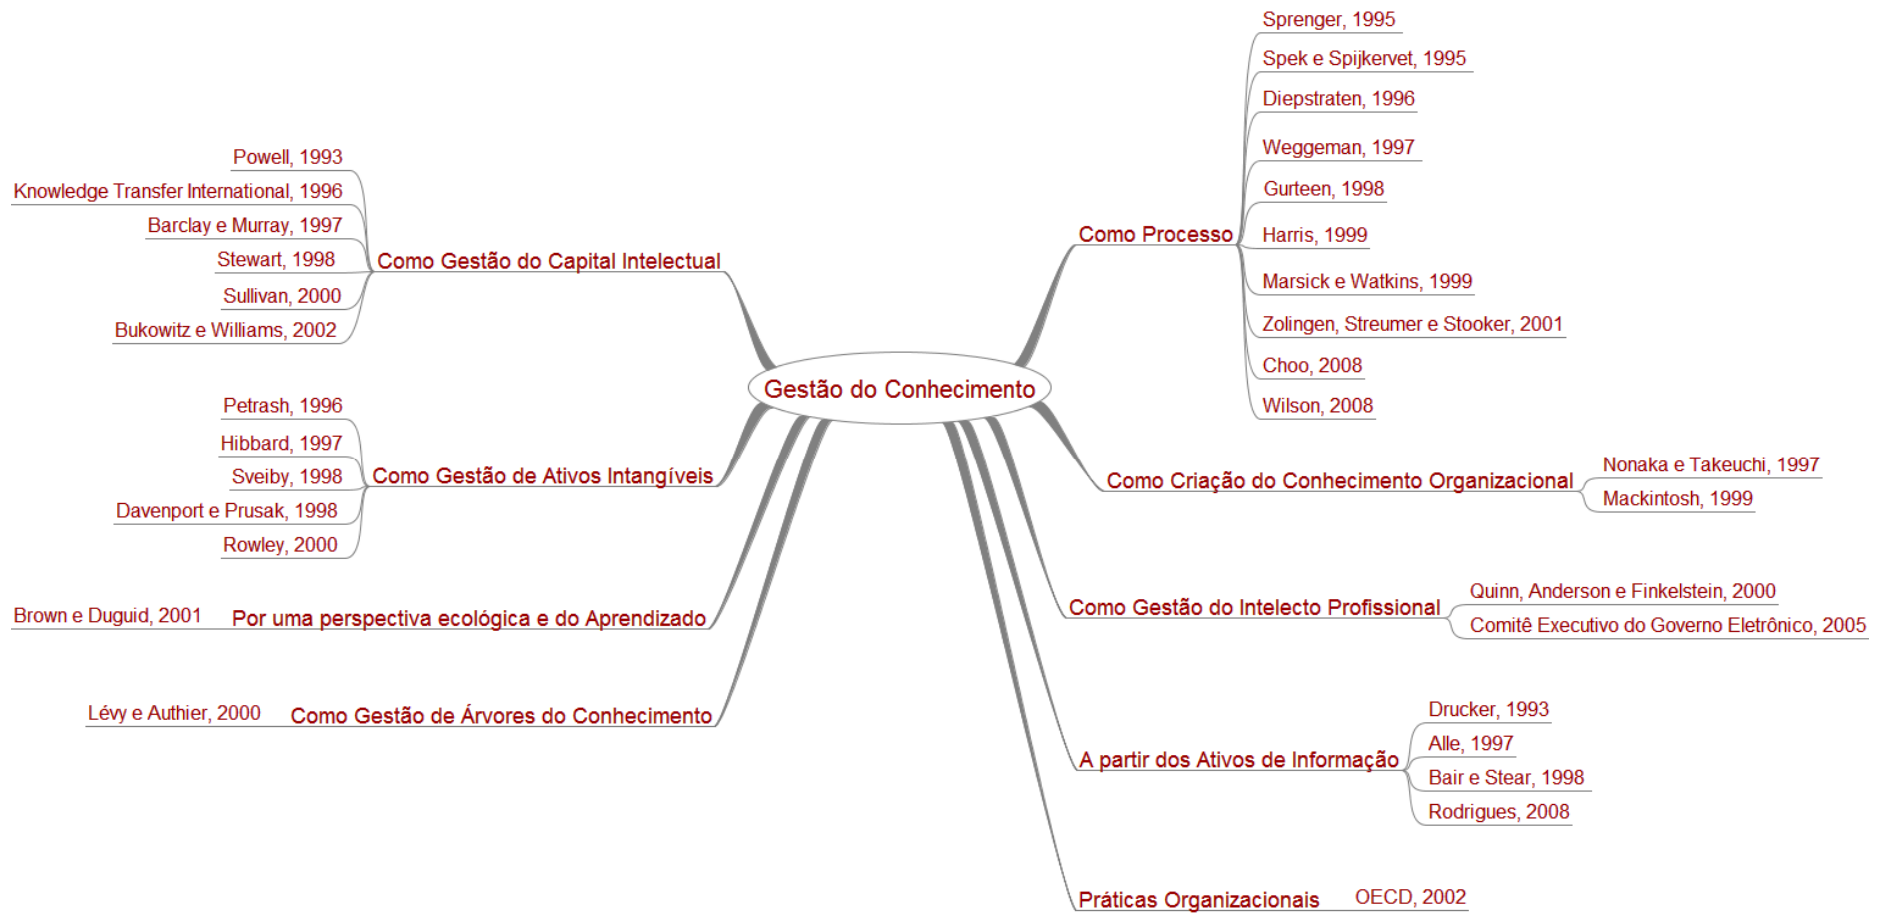 Gestão do Conhecimento
Como Gestão do Capital Intelectual
Powell, 1993
Knowledge Transfer International, 1996
Barclay e Murray, 1997
Stewart, 1998
Sullivan, 2000
Bukowitz e Williams, 2002
Como Gestão de Ativos Intangíveis
Petrash, 1996
Hibbard, 1997
Sveiby, 1998
Davenport e Prusak, 1998
Rowley, 2000
Por uma perspectiva ecológica e do Aprendizado
Brown e Duguid, 2001
Como Gestão de Árvores do Conhecimento
Lévy e Authier, 2000
Como Processo
Sprenger, 1995
Spek e Spijkervet, 1995
Diepstraten, 1996
Weggeman, 1997
Gurteen, 1998
Harris, 1999
Marsick e Watkins, 1999
Zolingen, Streumer e Stooker, 2001
Choo, 2008
Wilson, 2008
Como Criação do Conhecimento Organizacional
Nonaka e Takeuchi, 1997
Mackintosh, 1999
Como Gestão do Intelecto Profissional
Quinn, Anderson e Finkelstein, 2000
Comitê Executivo do Governo Eletrônico, 2005
A partir dos Ativos de Informação
Drucker, 1993
Alle, 1997
Bair e Stear, 1998
Rodrigues, 2008
Práticas Organizacionais
OECD, 2002